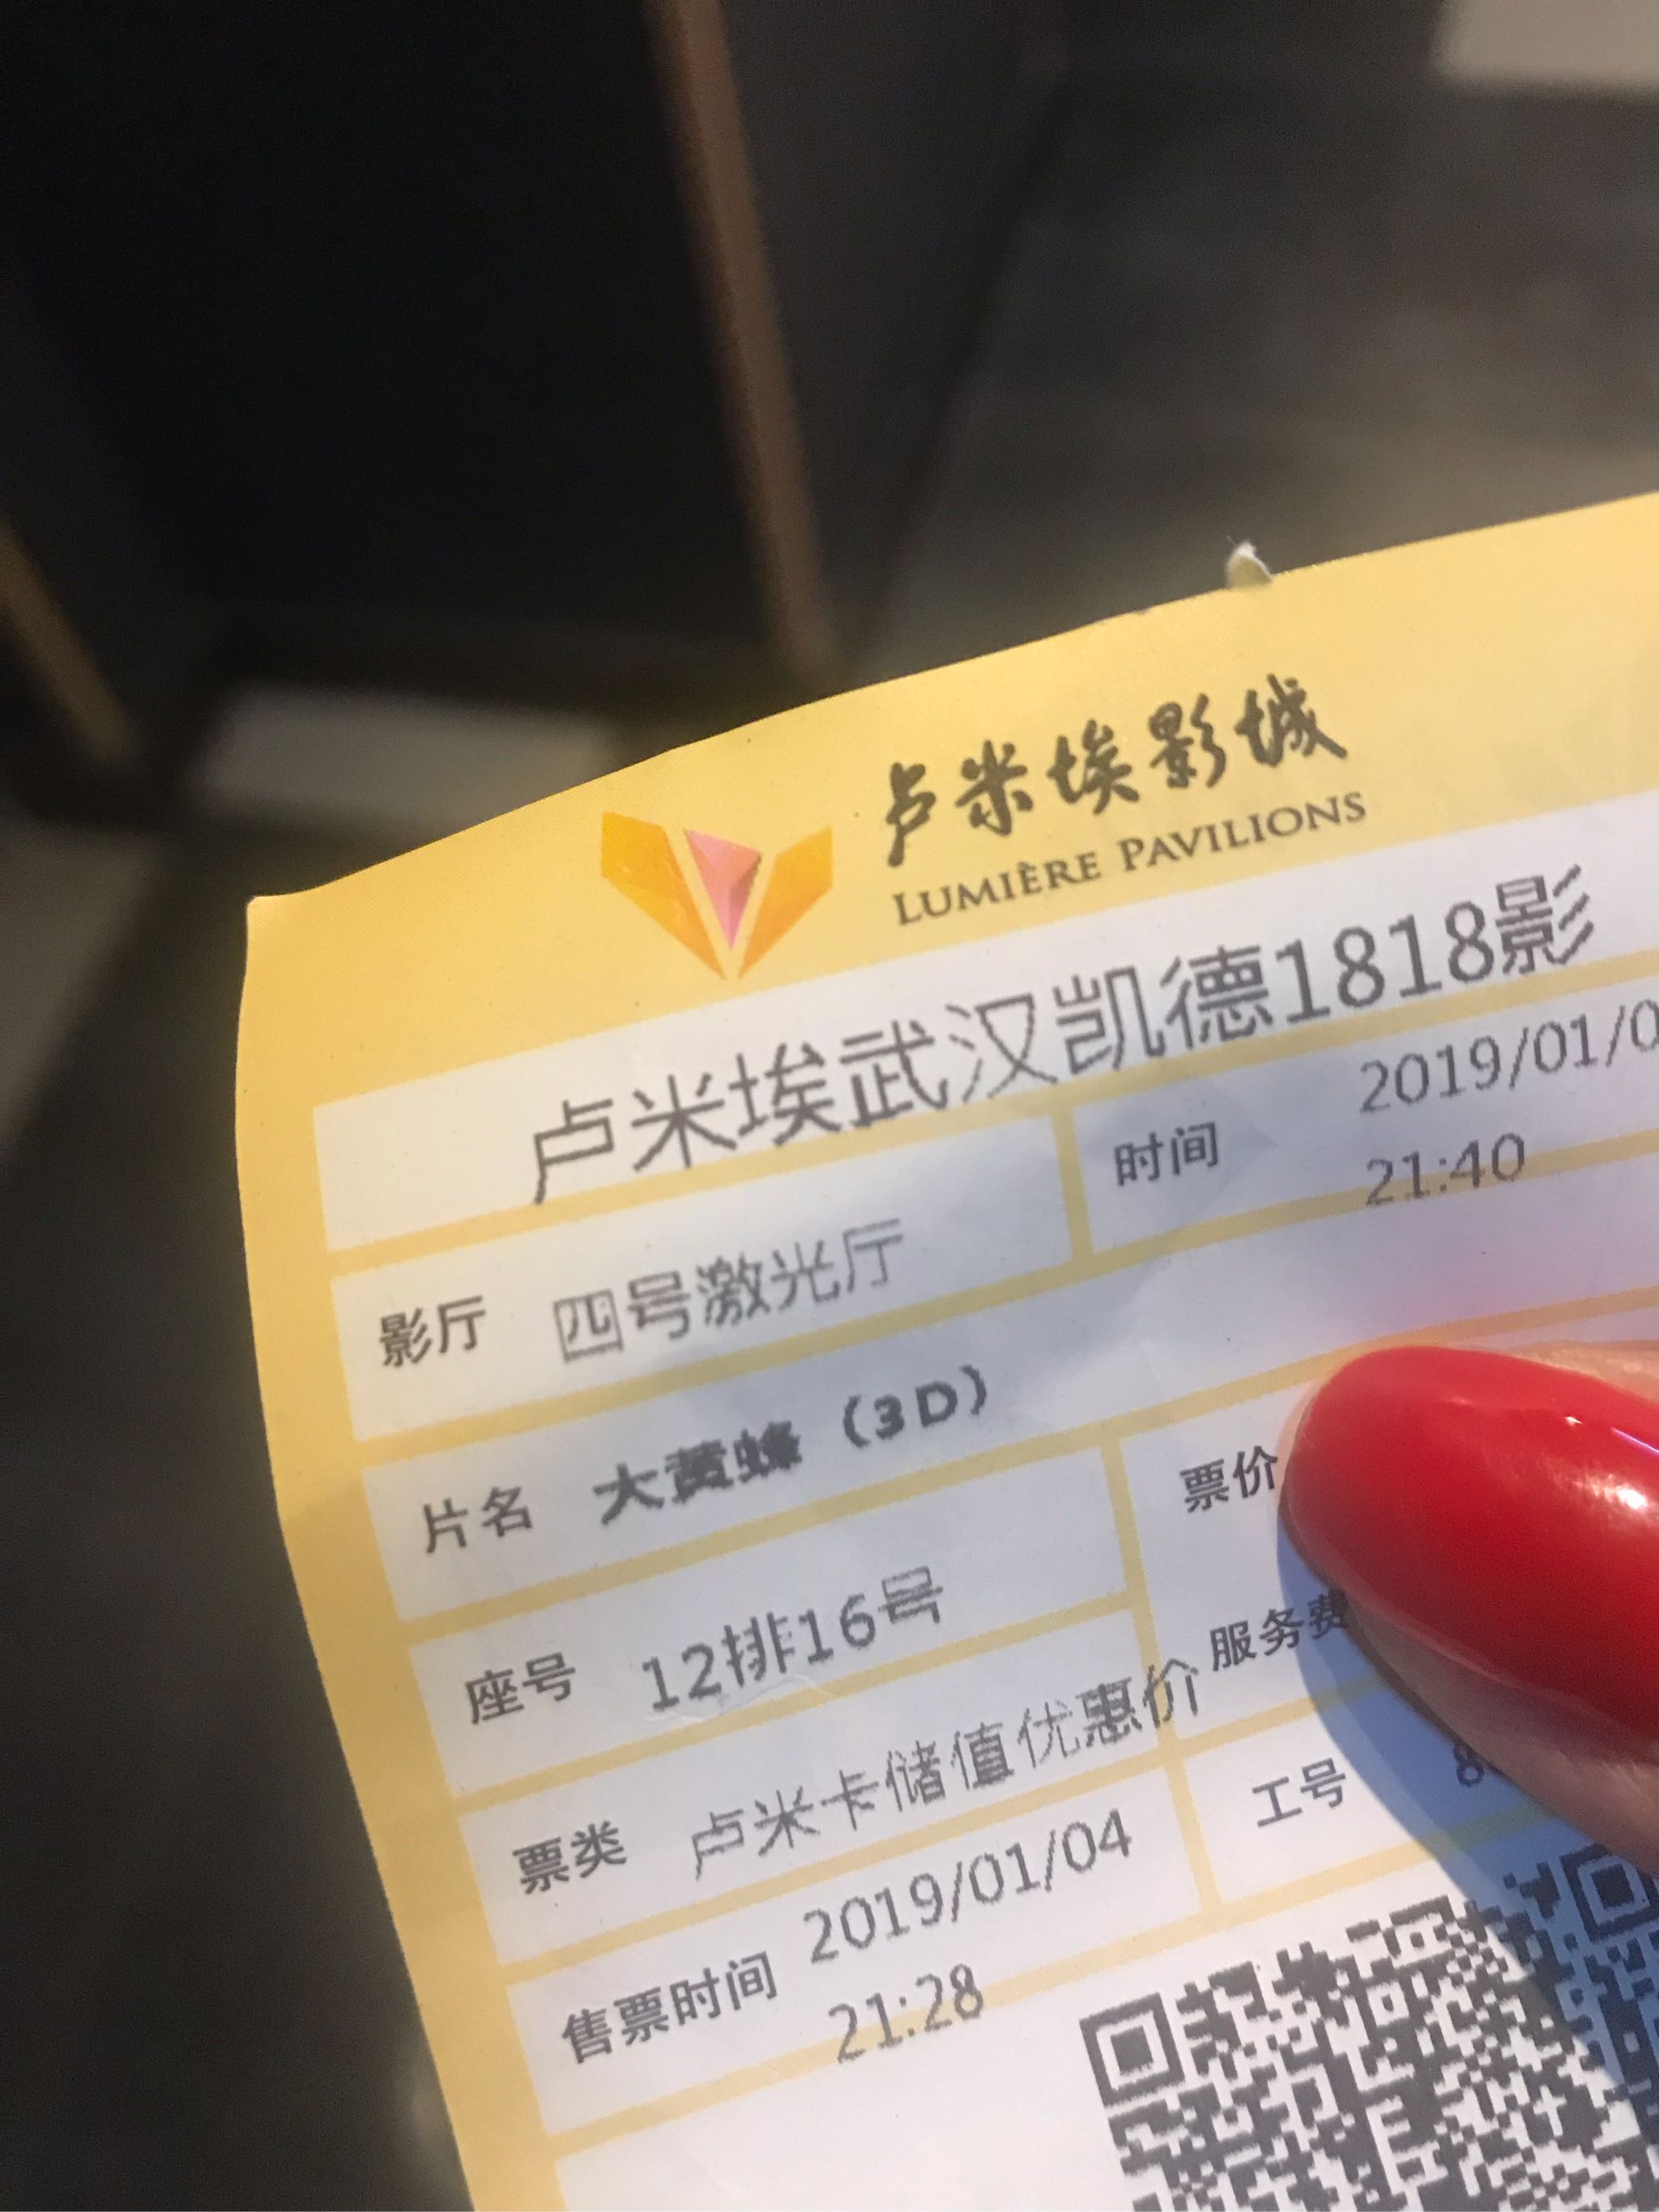 卢米埃影城
LUMIÈRE PAVILIONS
卢米埃武汉凯德1818影
影厅 四号激光厅 时间 2019/01/0
21:40
片名 大黄蜂（3D）
座号 12排16号 票价
服务费
票类 卢米卡储值优惠价
工号 8
售票时间 2019/01/04
21:28